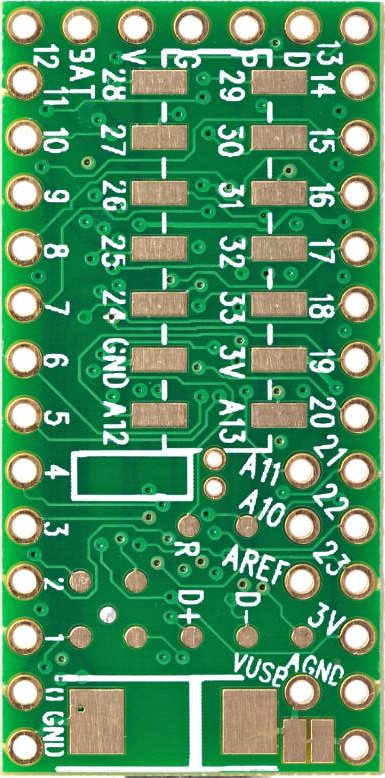 12 BAT V G P D 13
11 28 29 14
10 27 30 15
9 26 31 16
8 25 32 17
7 24 33 18
6 GND 3V 19
5 A12 A13 20
4 A11 21
3 A10 22
R
2 AREF 23
D+ D-
1 3V
VUSB AGND
GND